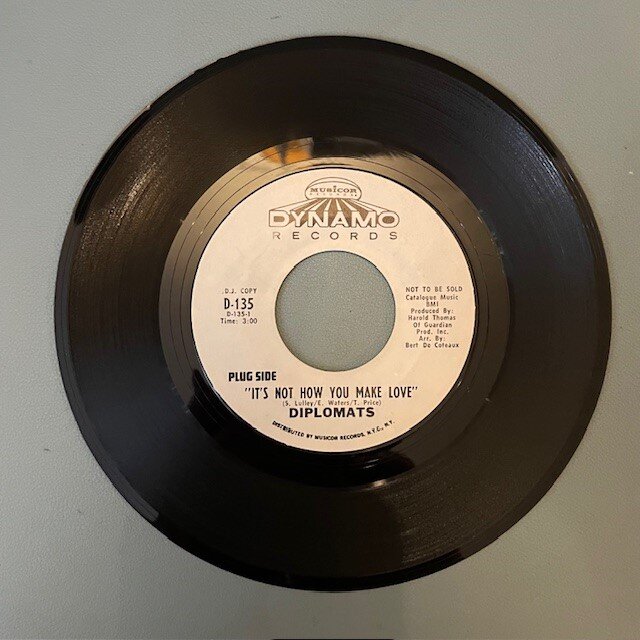 MUSICOR
RECORDS
DYNAMO
RECORDS
D.J. COPY
D-135
D-135-1
Time: 3:00
NOT TO BE SOLD
Catalogue Music
BMI
Produced By:
Harold Thomas
Of Guardian
Prod. Inc.
Arr. By:
Bert De Coteaux
PLUG SIDE
"IT'S NOT HOW YOU MAKE LOVE"
(S. Lulley/E. Waters/T. Price)
DIPLOMATS
DISTRIBUTED BY MUSICOR RECORDS, N.Y.C., N.Y.